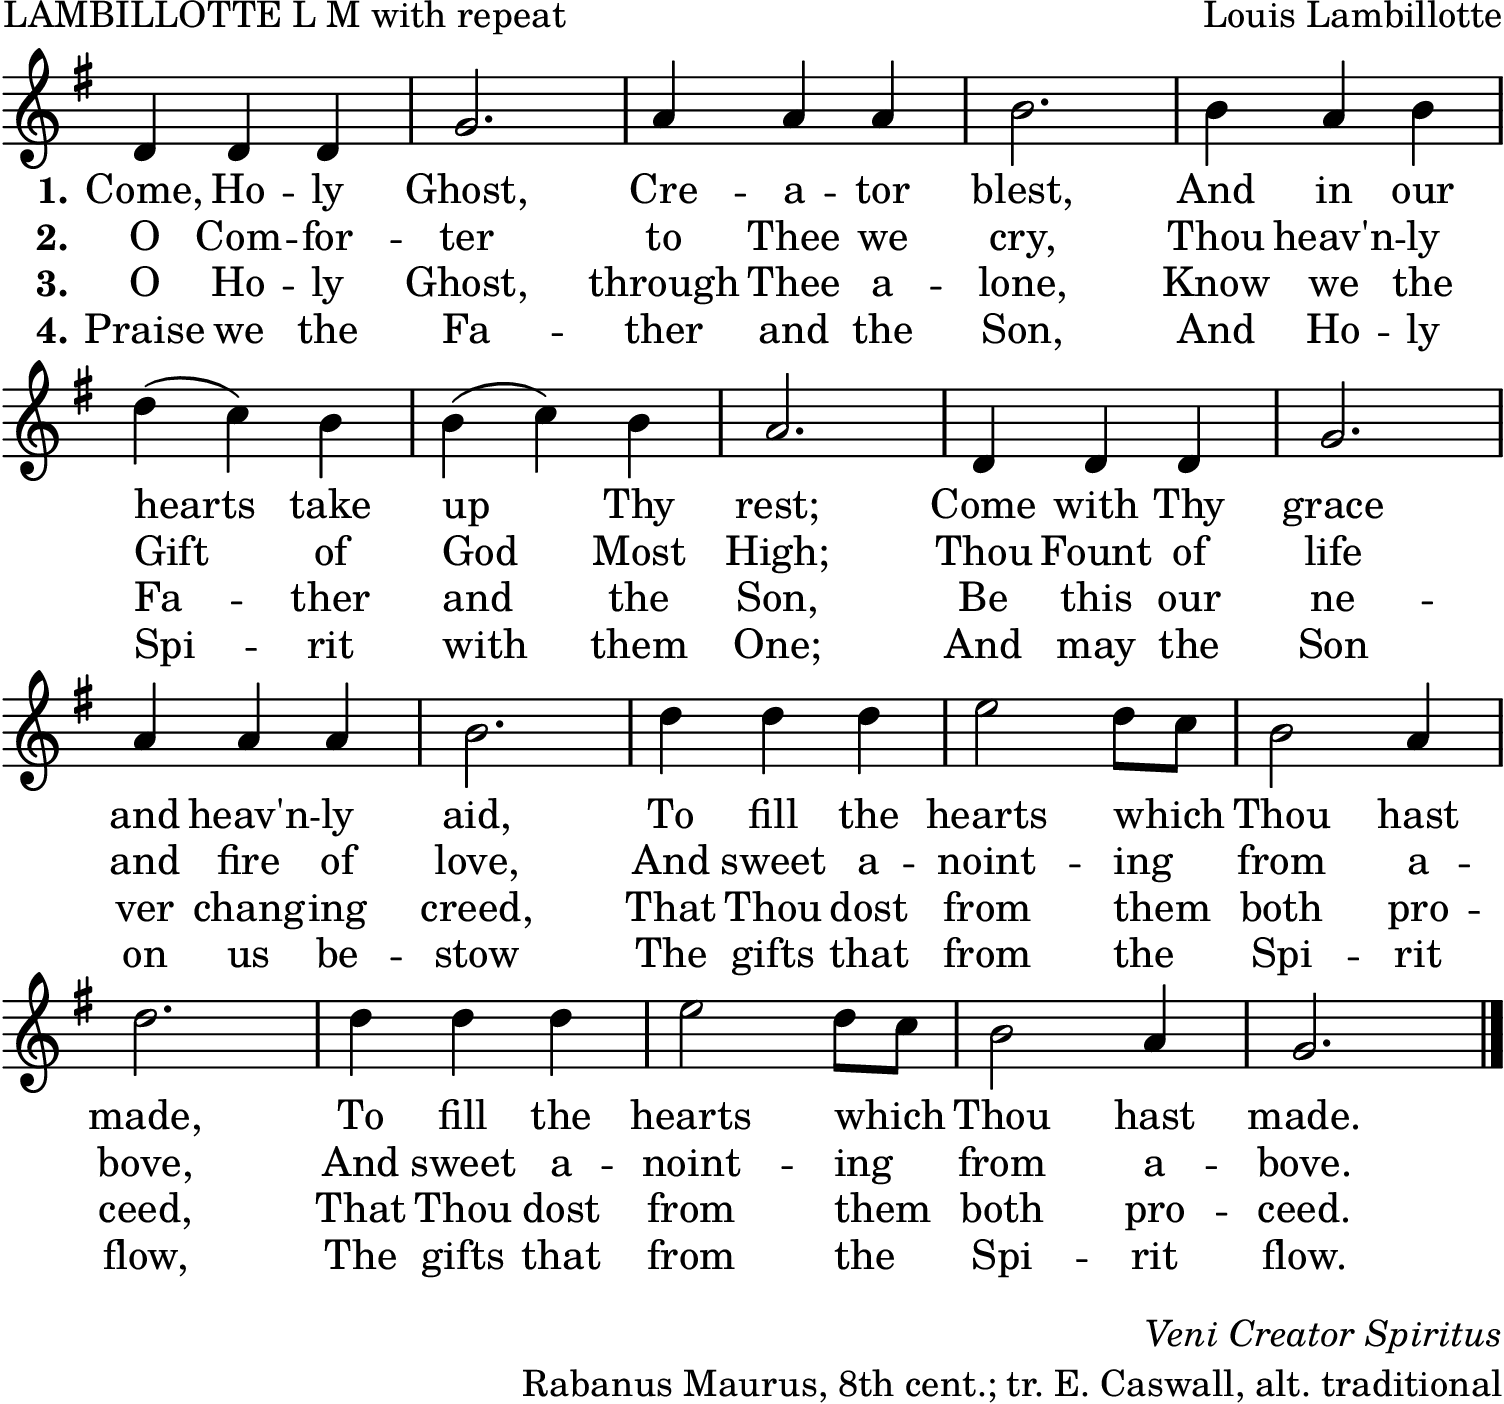 LAMBILLOTTE L M with repeat
Louis Lambillotte
1. Come, Ho -- ly Ghost, Cre -- a -- tor blest, And in our
2. O Com -- for -- ter to Thee we cry, Thou heav'n -- ly
3. O Ho -- ly Ghost, through Thee a -- lone, Know we the
4. Praise we the Fa -- ther and the Son, And Ho -- ly
hearts take up Thy rest; Come with Thy grace
Gift of God Most High; Thou Fount of life
Fa -- ther and the Son, Be this our ne --
Spi -- rit with them One; And may the Son
and heav'n -- ly aid, To fill the hearts which Thou hast
and fire of love, And sweet a -- noint -- ing from a --
ver chang -- ing creed, That Thou dost from them both pro --
on us be -- stow The gifts that from the Spi -- rit
made, To fill the hearts which Thou hast made.
bove, And sweet a -- noint -- ing from a -- bove.
ceed, That Thou dost from them both pro -- ceed.
flow, The gifts that from the Spi -- rit flow.
Veni Creator Spiritus
Rabanus Maurus, 8th cent.; tr. E. Caswall, alt. traditional